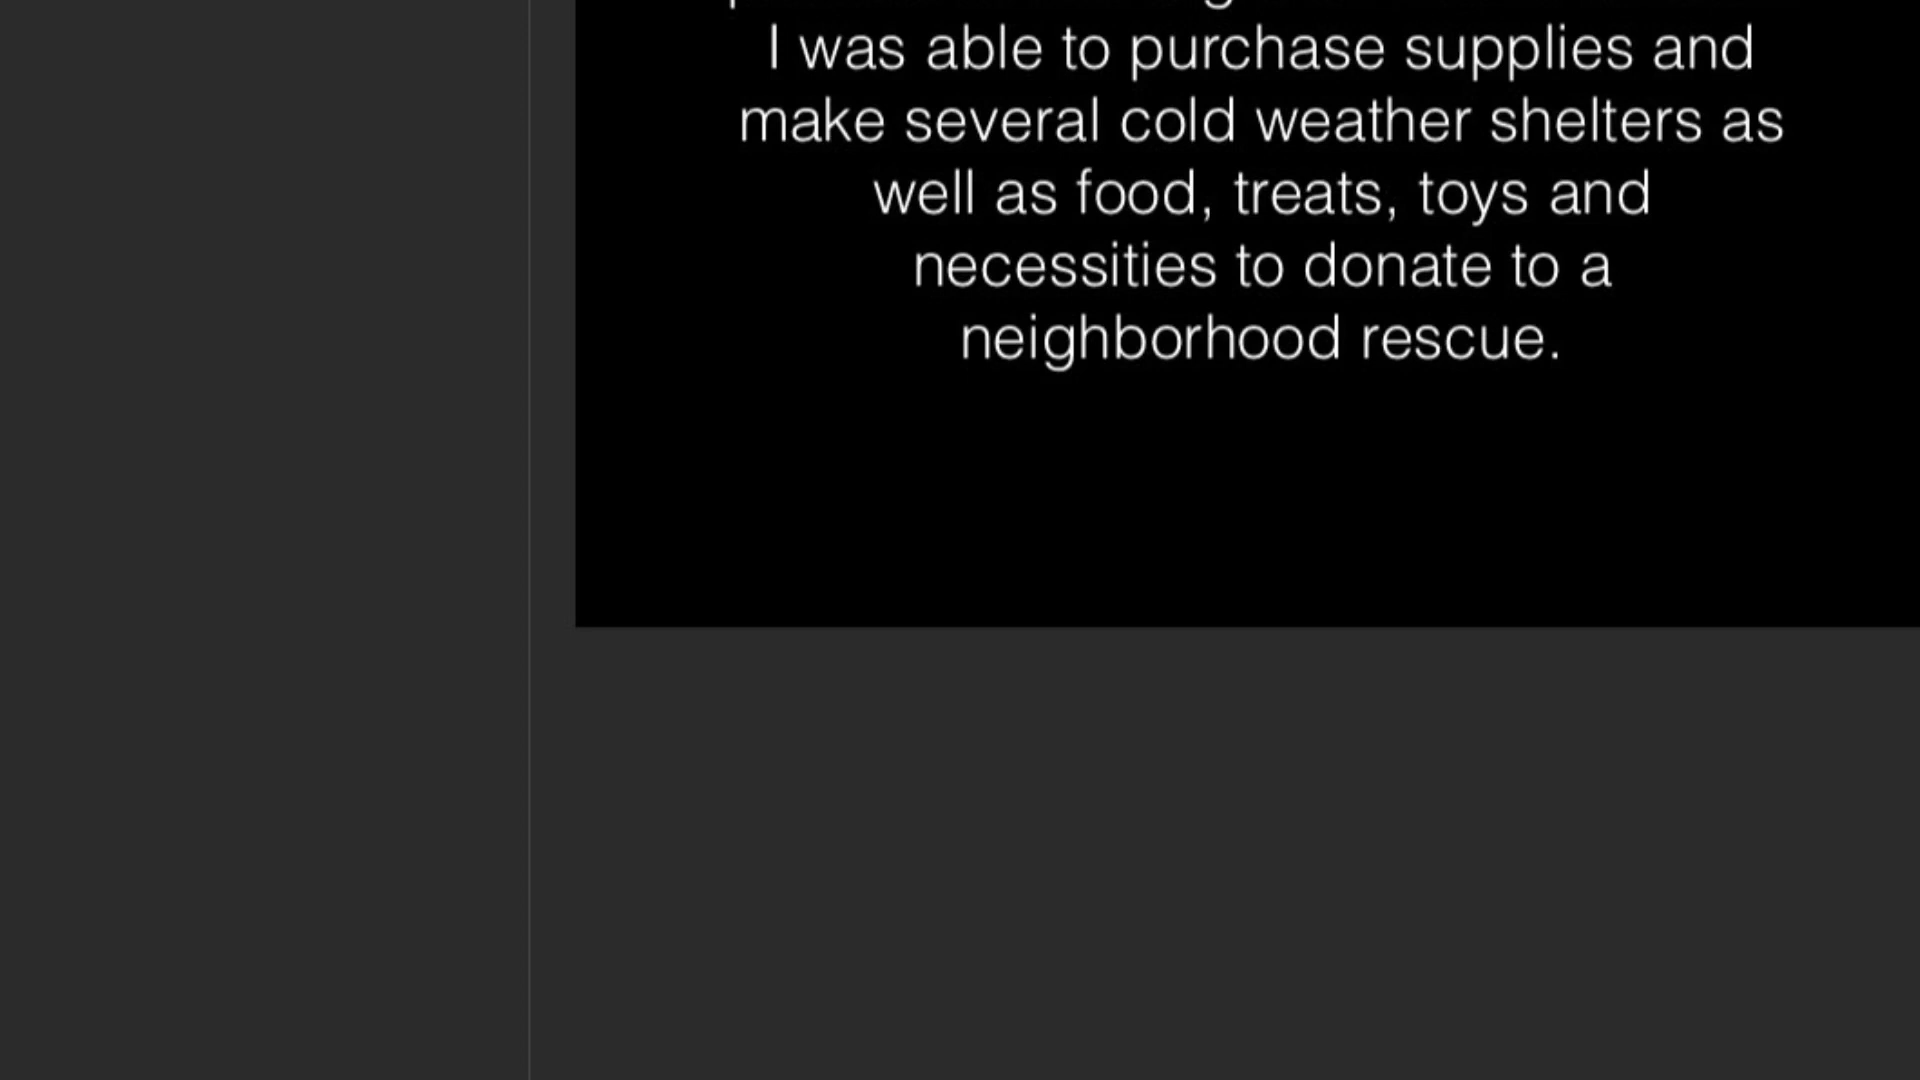 I was able to purchase supplies and
make several cold weather shelters as
well as food, treats, toys and
necessities to donate to a
neighborhood rescue.